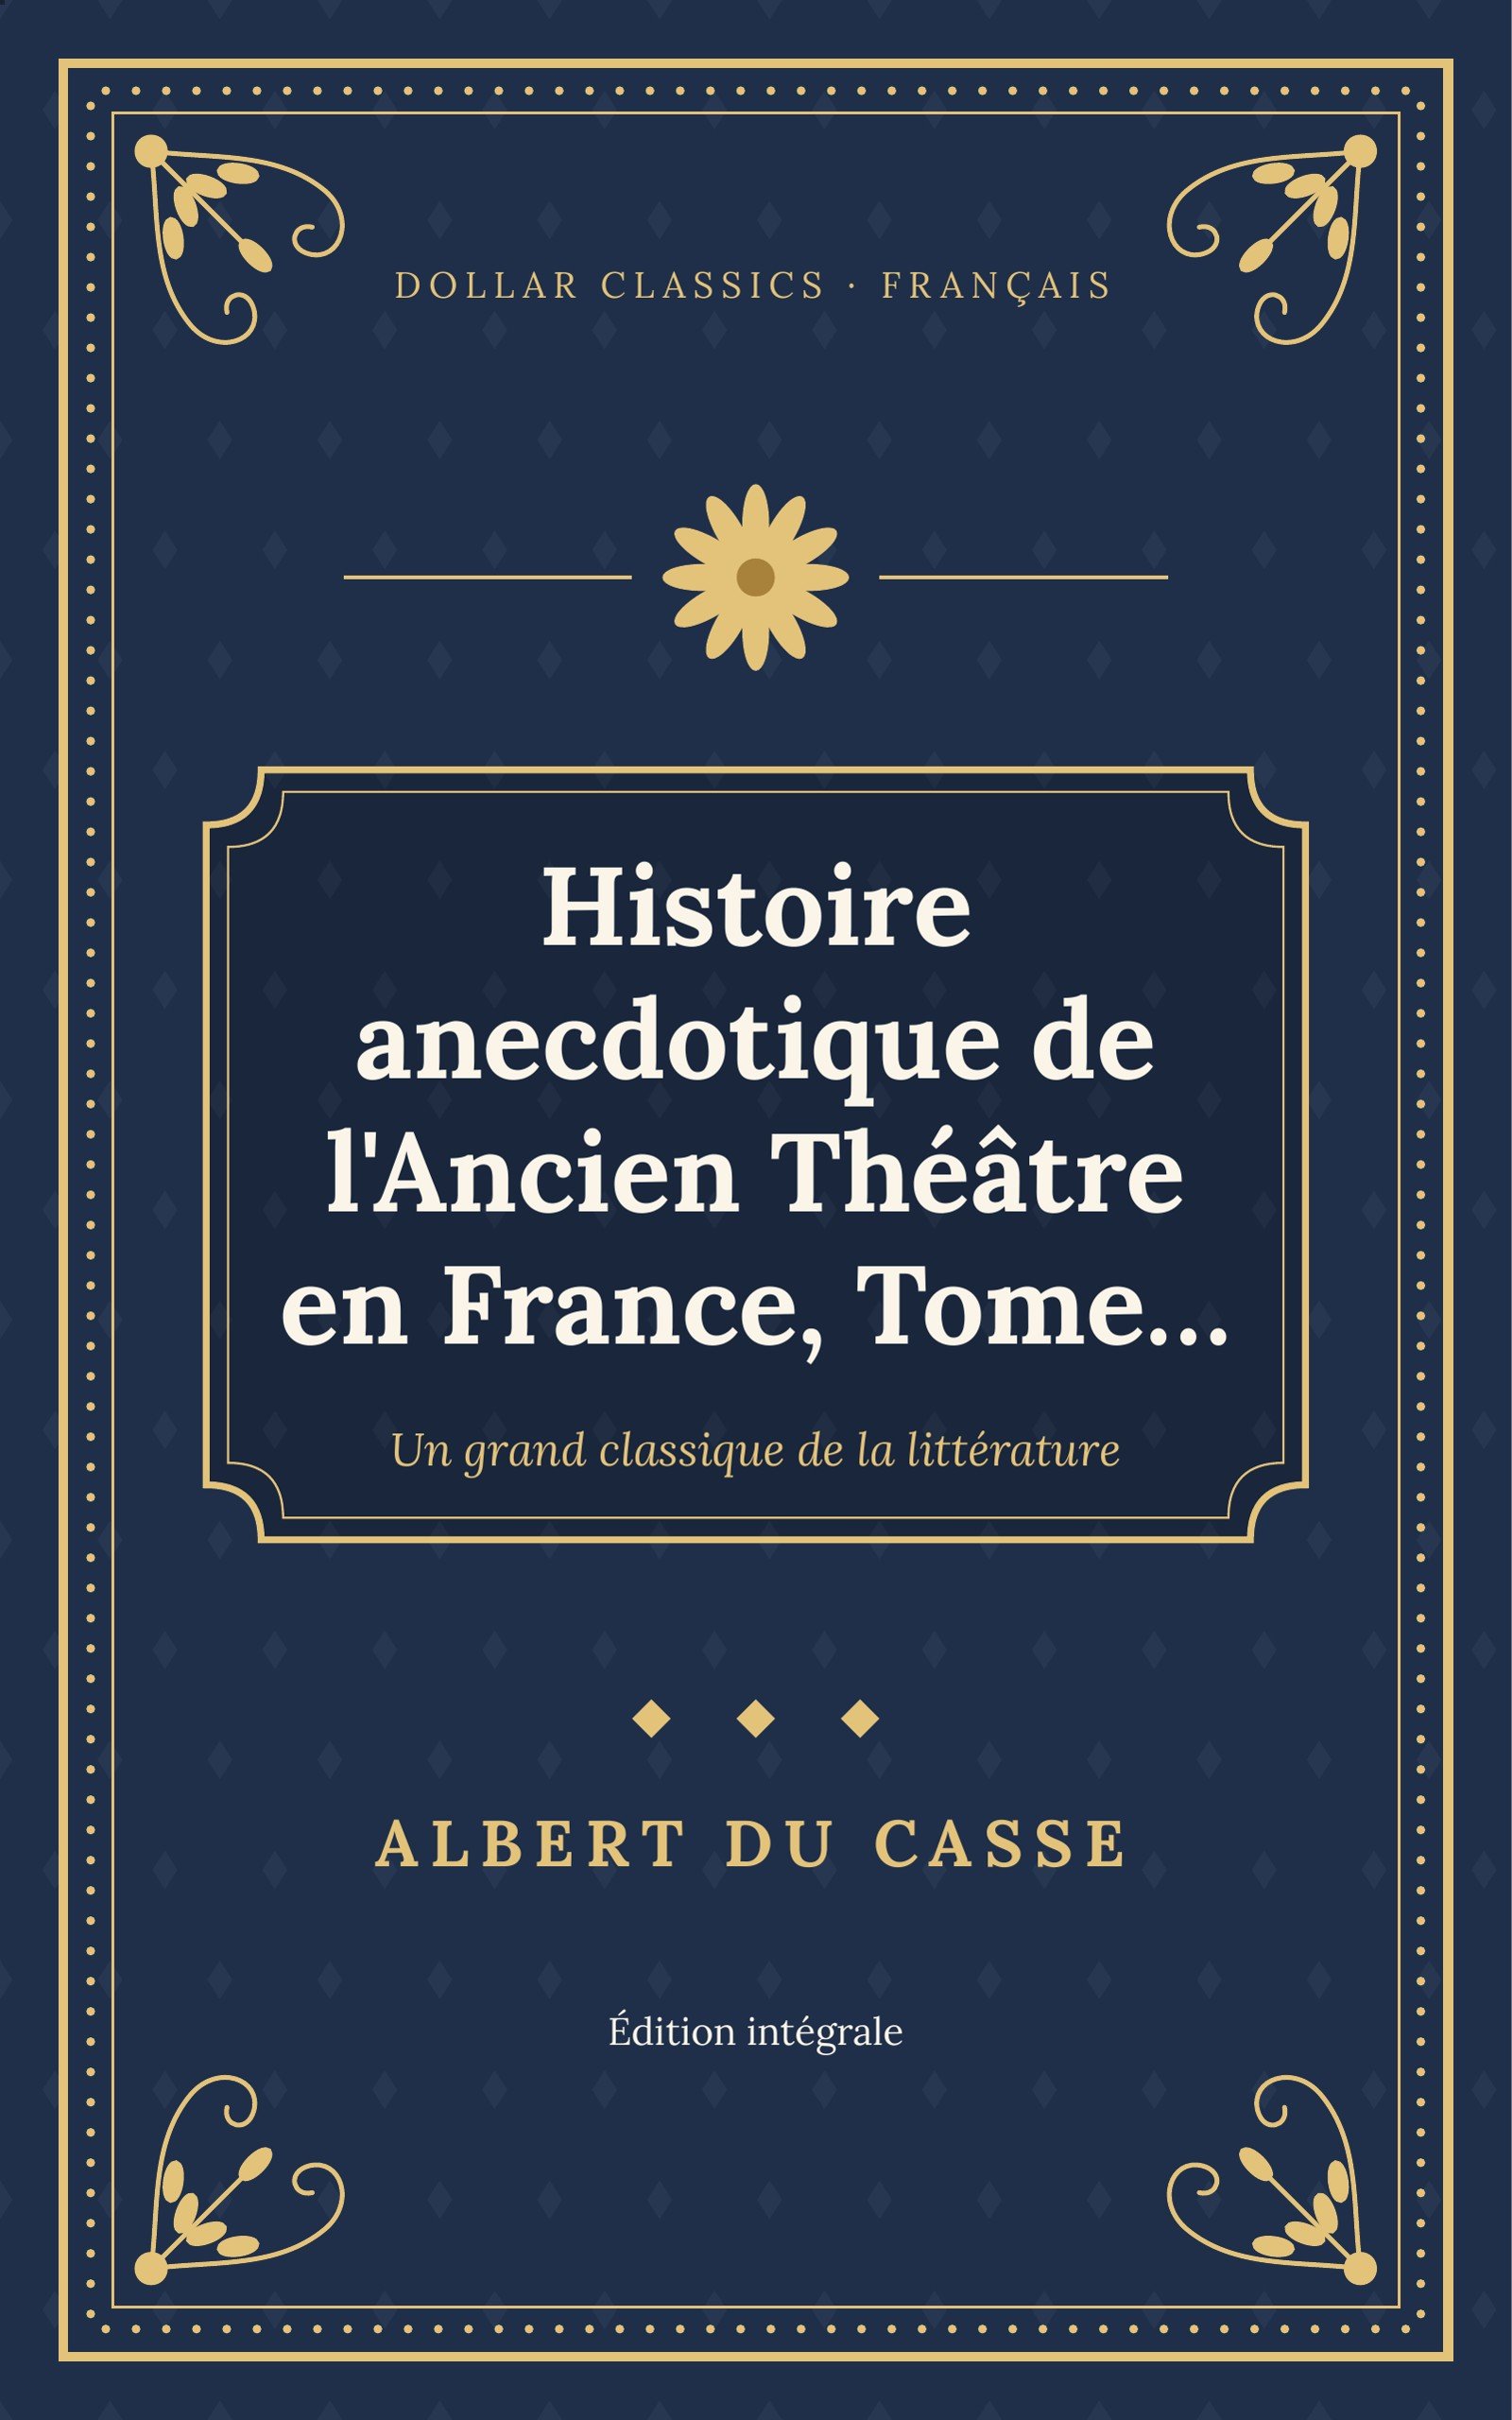 DOLLAR CLASSICS · FRANÇAIS
Histoire
anecdotique de
l'Ancien Théâtre
en France, Tome...
Un grand classique de la littérature
ALBERT DU CASSE
Édition intégrale